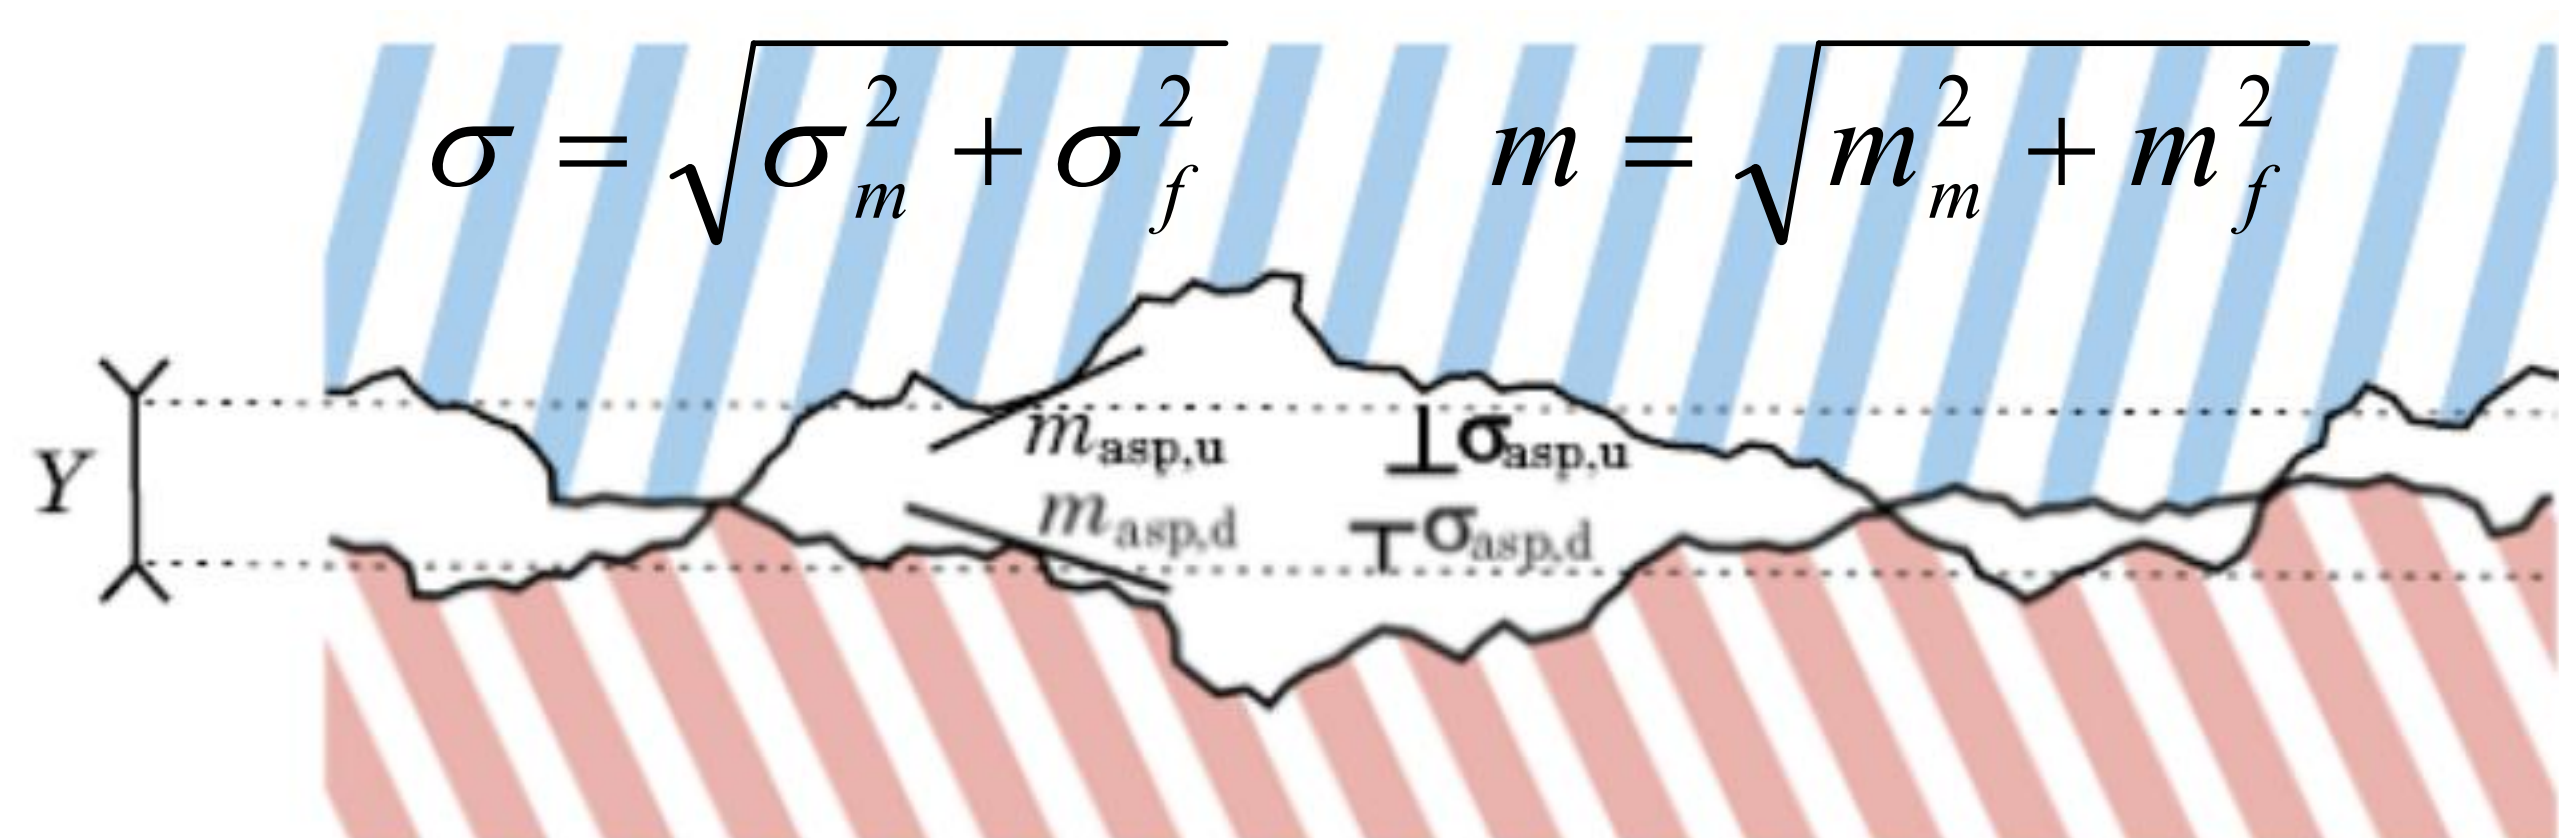 σ = √(σ_m^2 + σ_f^2)
m = √(m_m^2 + m_f^2)
m_asp,u
σ_asp,u
Y
m_asp,d
σ_asp,d